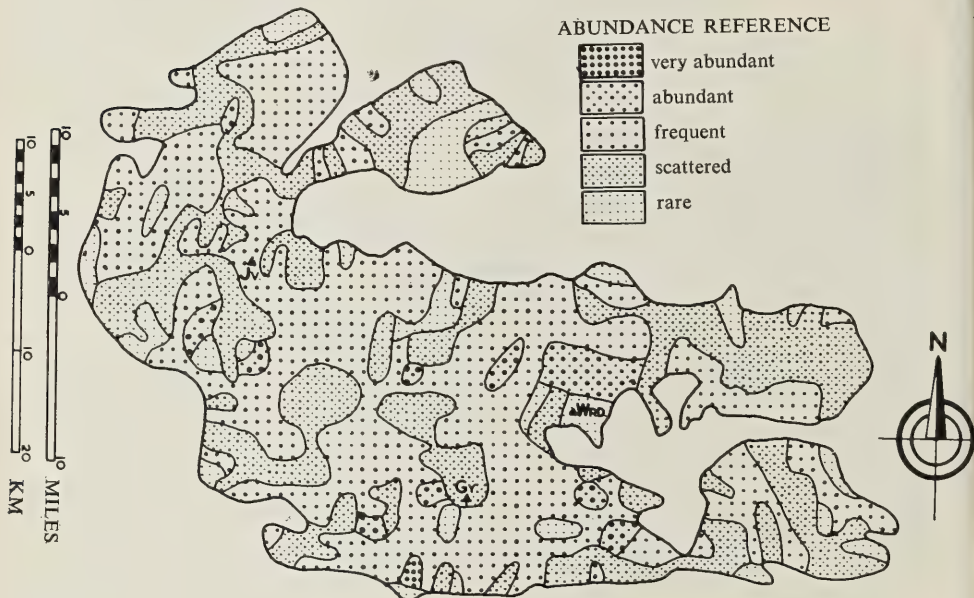 ABUNDANCE REFERENCE
very abundant
abundant
frequent
scattered
rare
10
5
0
10
20
KM
10
5
0
10
MILES
JV
WRD
GY
N